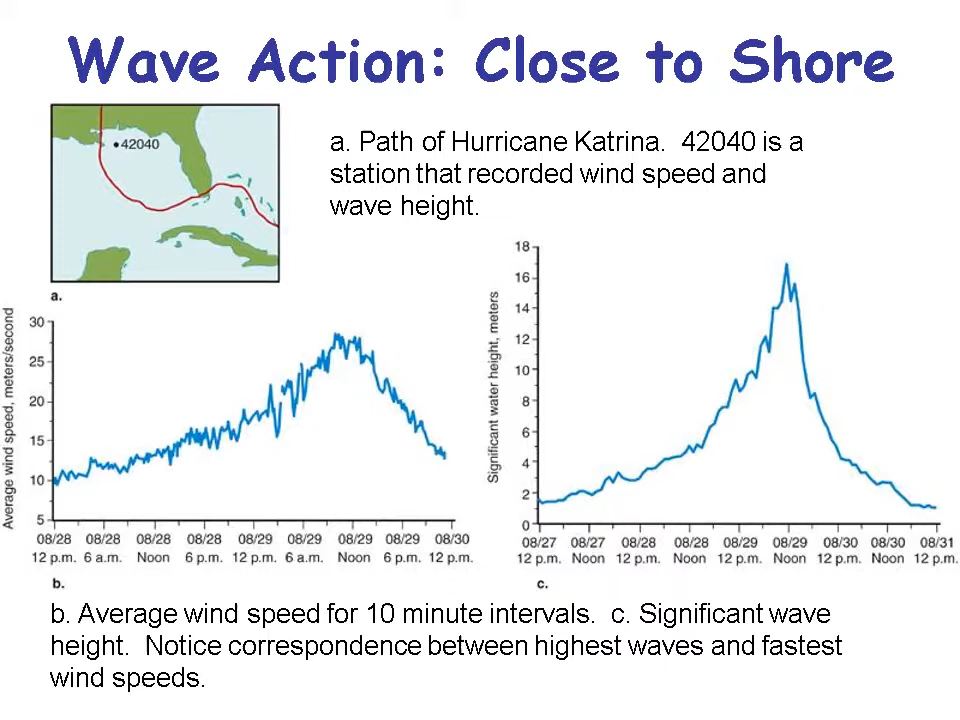 Wave Action: Close to Shore
42040
a. Path of Hurricane Katrina. 42040 is a
station that recorded wind speed and
wave height.
a.
Average wind speed, meters/second
30
25
20
15
10
5
08/28 08/28 08/28 08/28 08/29 08/29 08/29 08/29 08/30
12 p.m. 6 a.m. Noon 6 p.m. 12 p.m. 6 a.m. Noon 6 p.m. 12 p.m.
b.
Significant water height, meters
18
16
14
12
10
8
6
4
2
0
08/27 08/27 08/28 08/28 08/29 08/29 08/30 08/30 08/31
12 p.m. Noon 12 p.m. Noon 12 p.m. Noon 12 p.m. Noon 12 p.m.
c.
b. Average wind speed for 10 minute intervals. c. Significant wave
height. Notice correspondence between highest waves and fastest
wind speeds.